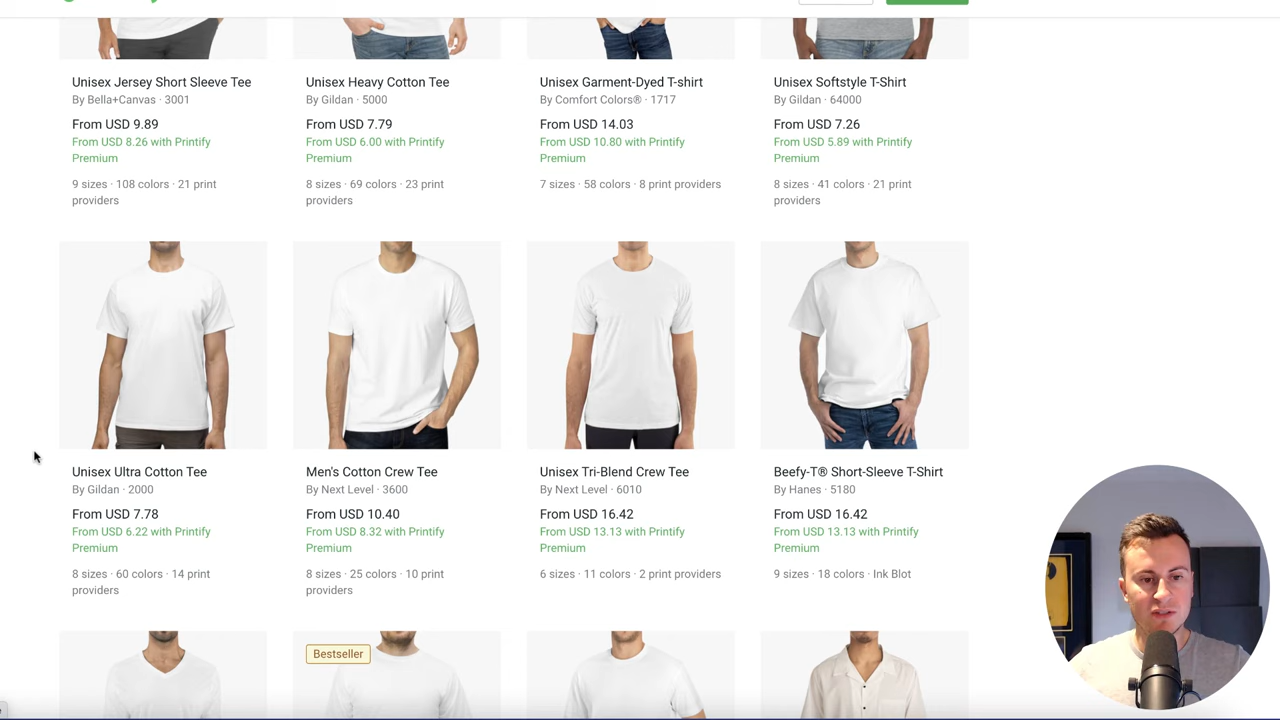 Unisex Jersey Short Sleeve Tee
By Bella+Canvas · 3001
From USD 9.89
From USD 8.26 with Printify
Premium
9 sizes · 108 colors · 21 print
providers
Unisex Heavy Cotton Tee
By Gildan · 5000
From USD 7.79
From USD 6.00 with Printify
Premium
8 sizes · 69 colors · 23 print
providers
Unisex Garment-Dyed T-shirt
By Comfort Colors® · 1717
From USD 14.03
From USD 10.80 with Printify
Premium
7 sizes · 58 colors · 8 print providers
Unisex Softstyle T-Shirt
By Gildan · 64000
From USD 7.26
From USD 5.89 with Printify
Premium
8 sizes · 41 colors · 21 print
providers
Unisex Ultra Cotton Tee
By Gildan · 2000
From USD 7.78
From USD 6.22 with Printify
Premium
8 sizes · 60 colors · 14 print
providers
Men's Cotton Crew Tee
By Next Level · 3600
From USD 10.40
From USD 8.32 with Printify
Premium
8 sizes · 25 colors · 10 print
providers
Unisex Tri-Blend Crew Tee
By Next Level · 6010
From USD 16.42
From USD 13.13 with Printify
Premium
6 sizes · 11 colors · 2 print providers
Beefy-T® Short-Sleeve T-Shirt
By Hanes · 5180
From USD 16.42
From USD 13.13 with Printify
Premium
9 sizes · 18 colors · Ink Blot
Bestseller